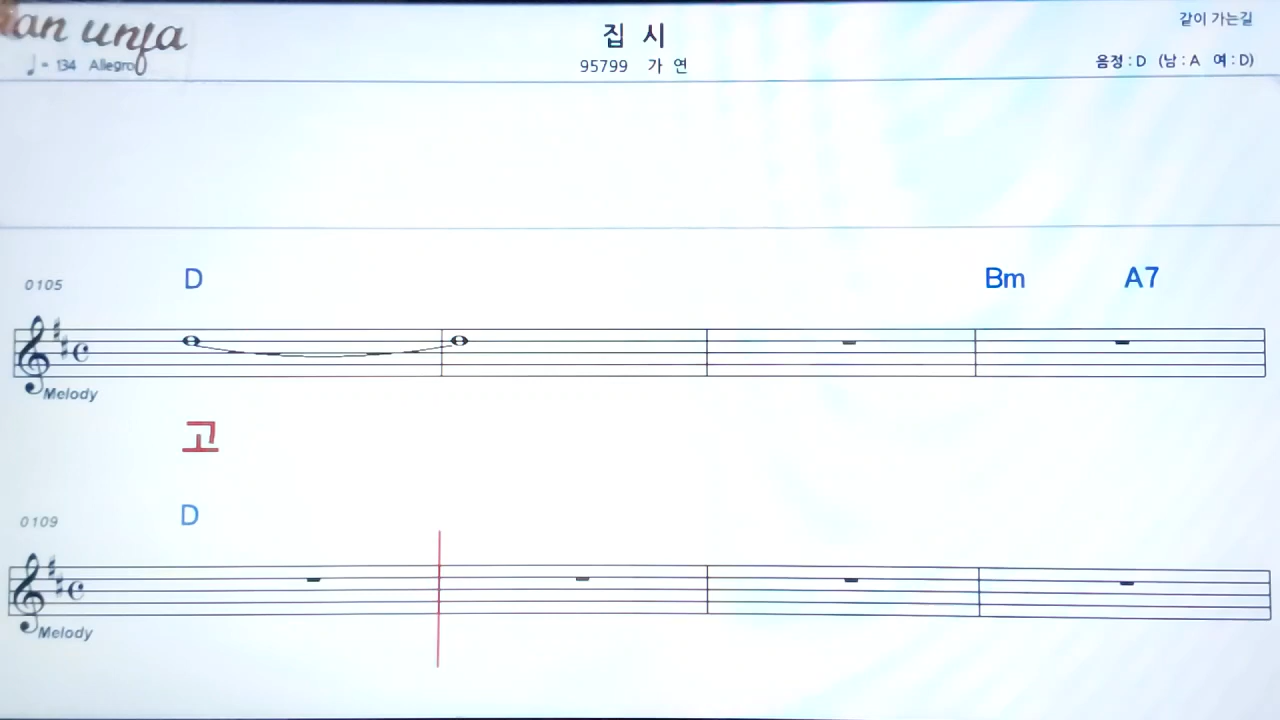 집 시
같이 가는길
♩= 134 Allegro
95799 가 연
음정 : D (남 : A 여 : D)
0105 D Bm A7
Melody
고
0109 D
Melody